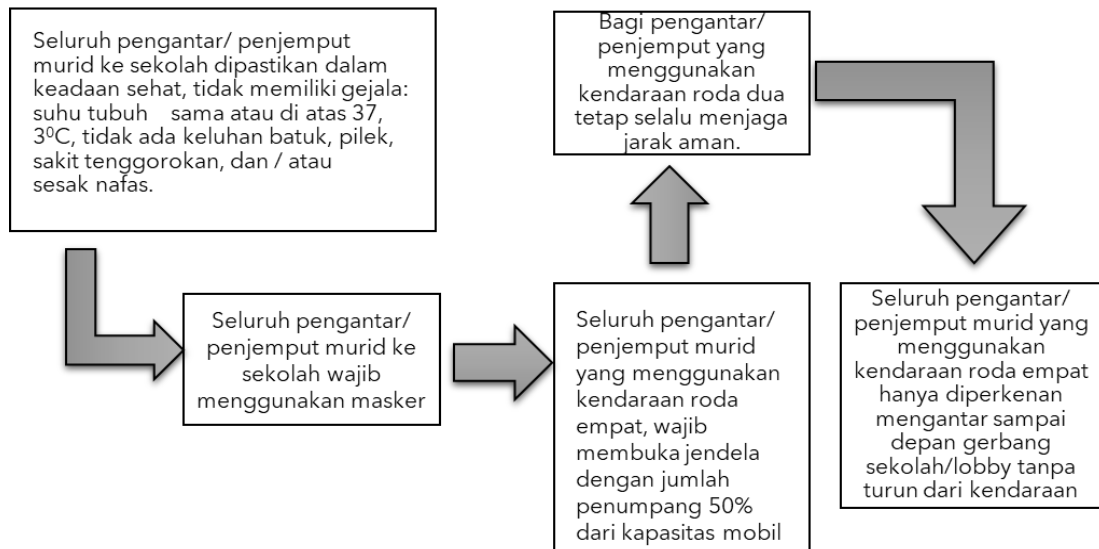 Seluruh pengantar/ penjemput
murid ke sekolah dipastikan dalam
keadaan sehat, tidak memiliki gejala:
suhu tubuh sama atau di atas 37,
3⁰C, tidak ada keluhan batuk, pilek,
sakit tenggorokan, dan / atau
sesak nafas.
Seluruh pengantar/
penjemput murid ke
sekolah wajib
menggunakan masker
Seluruh pengantar/
penjemput murid
yang menggunakan
kendaraan roda
empat, wajib
membuka jendela
dengan jumlah
penumpang 50%
dari kapasitas mobil
Bagi pengantar/
penjemput yang
menggunakan
kendaraan roda dua
tetap selalu menjaga
jarak aman.
Seluruh pengantar/
penjemput murid yang
menggunakan
kendaraan roda empat
hanya diperkenan
mengantar sampai
depan gerbang
sekolah/lobby tanpa
turun dari kendaraan